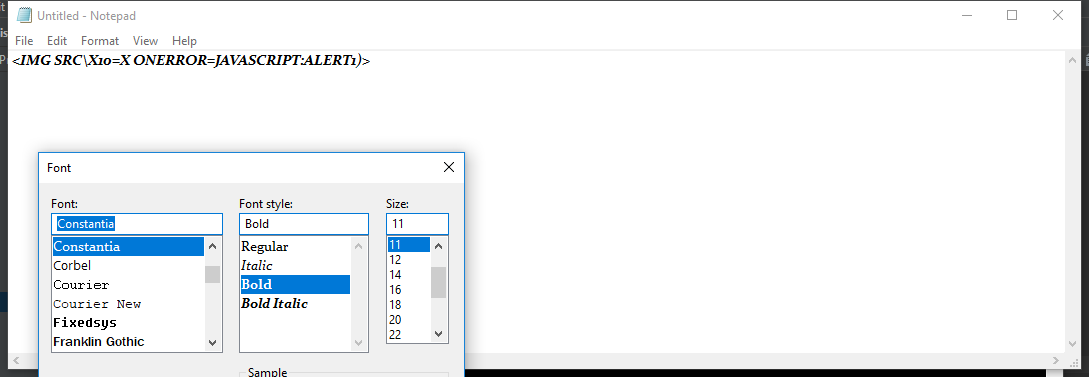 Untitled - Notepad
File Edit Format View Help
<IMG SRC\X10=X ONERROR=JAVASCRIPT:ALERT1)>
Font
Font: Font style: Size:
Constantia Bold 11
Constantia Regular 11
Corbel Italic 12
Courier Bold 14
Courier New Bold Italic 16
Fixedsys 18
Franklin Gothic 20
22
Sample